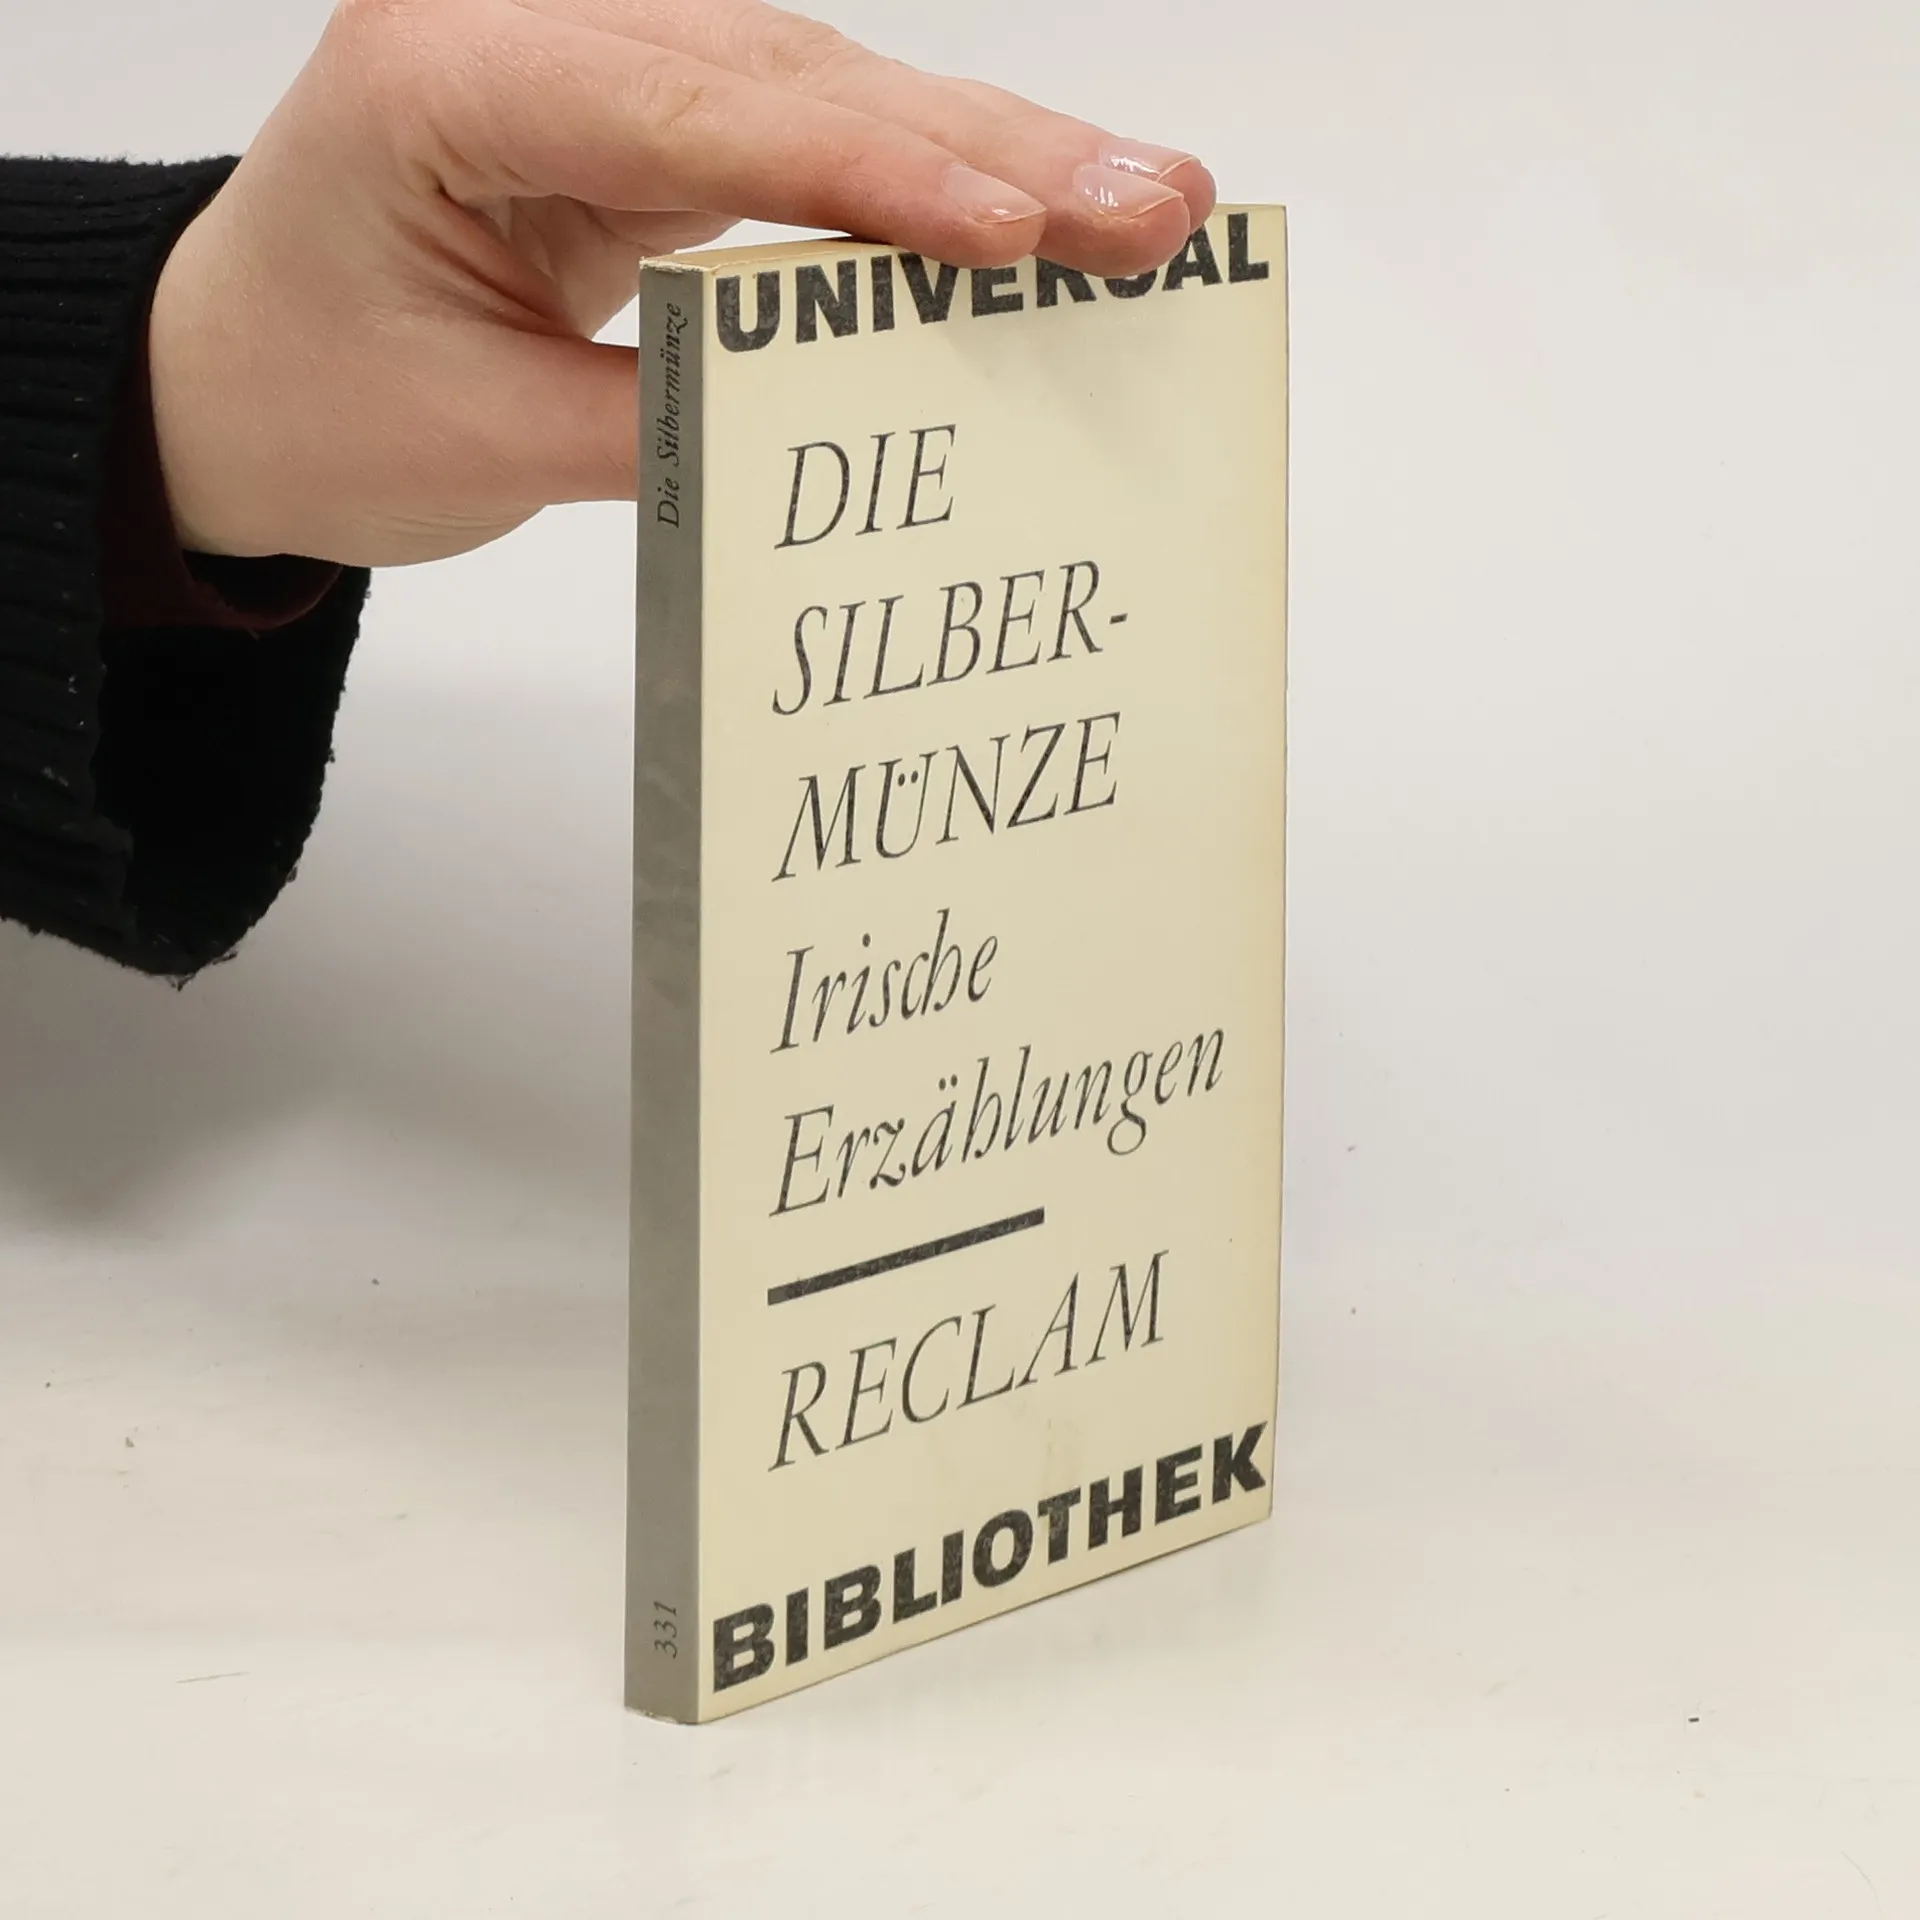 UNIVERSAL
DIE
SILBER-
MÜNZE
Irische
Erzählungen
RECLAM
BIBLIOTHEK
Die Silbermünze
331